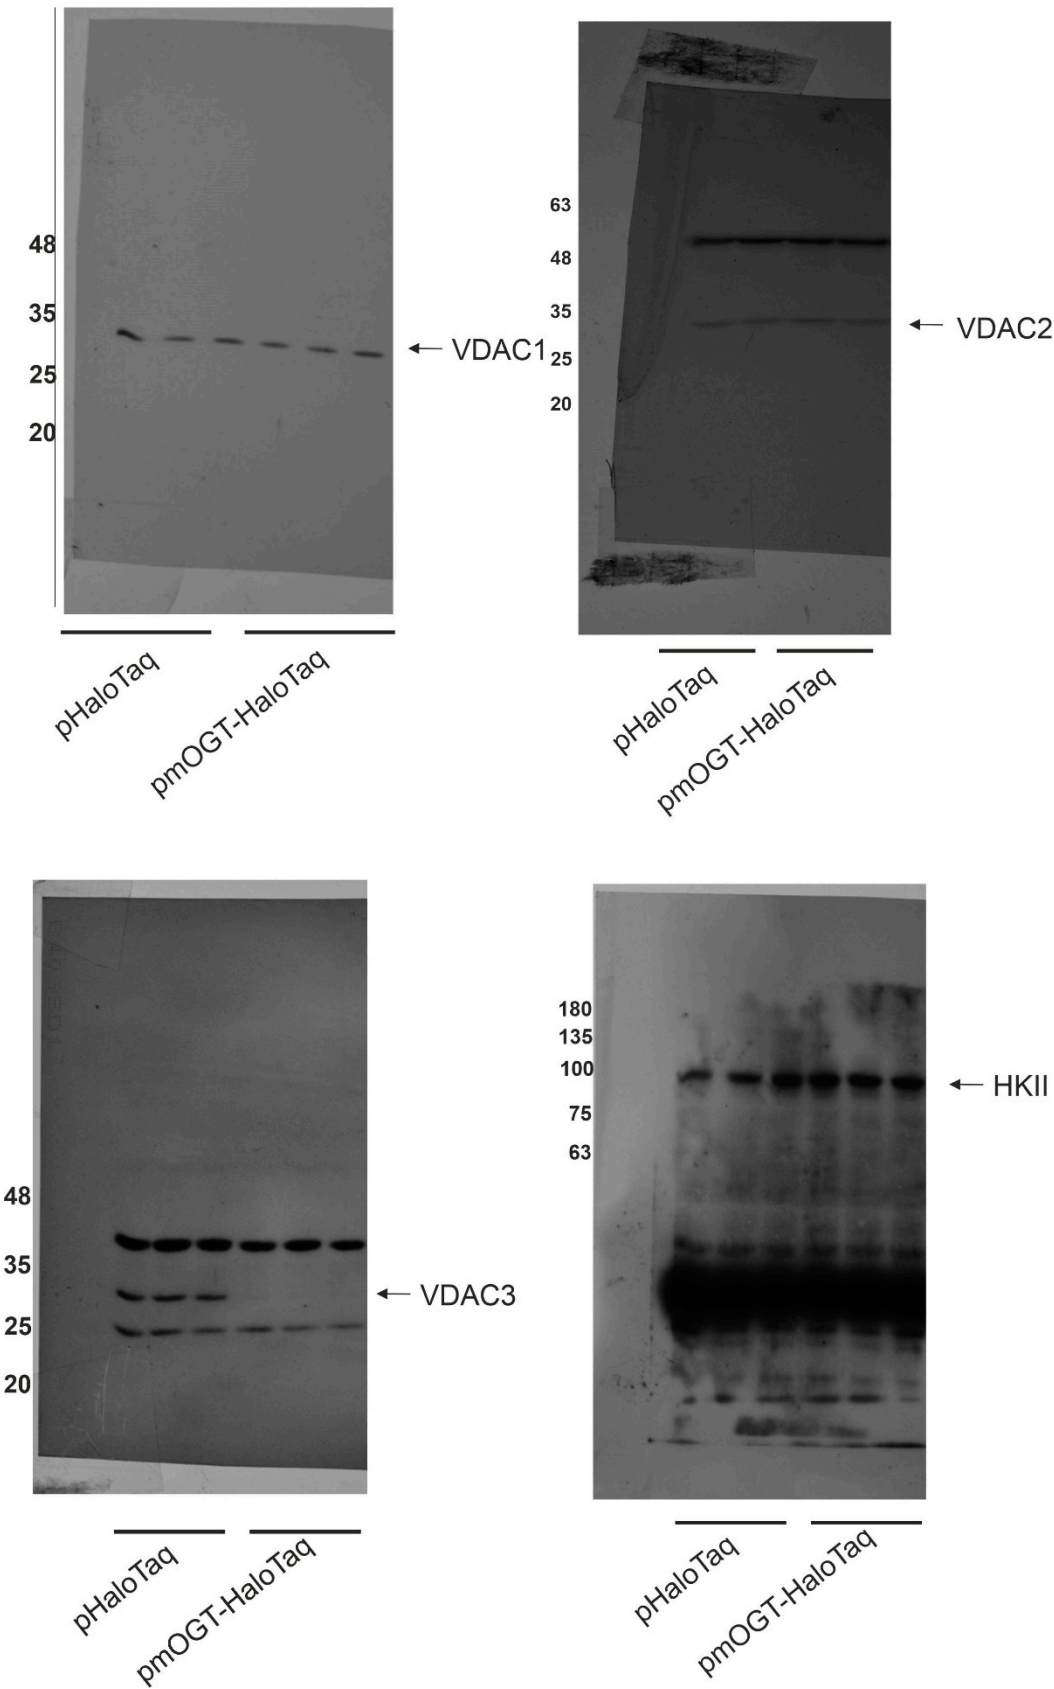 48
35
25
20
VDAC1
pHaloTaq
pmOGT-HaloTaq
63
48
35
25
20
VDAC2
pHaloTaq
pmOGT-HaloTaq
48
35
25
20
VDAC3
pHaloTaq
pmOGT-HaloTaq
180
135
100
75
63
HKII
pHaloTaq
pmOGT-HaloTaq